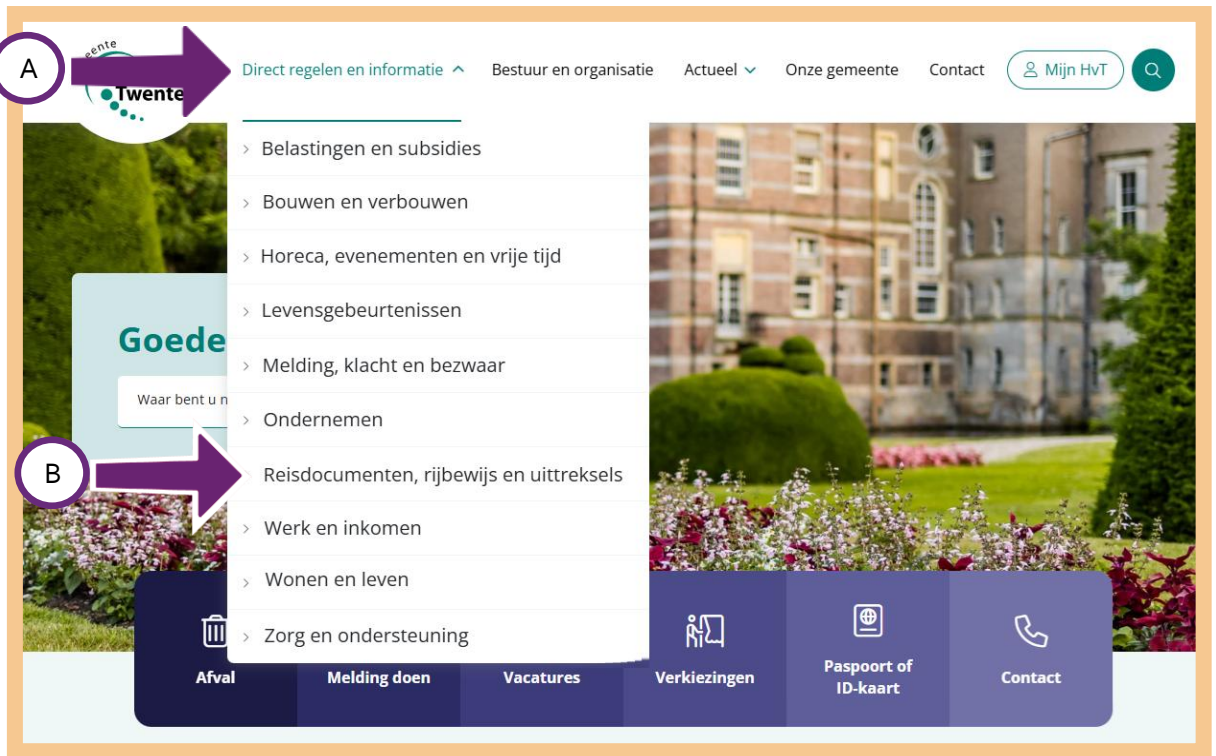 A
eente
Twente
Direct regelen en informatie
Bestuur en organisatie
Actueel
Onze gemeente
Contact
Mijn HvT
Belastingen en subsidies
Bouwen en verbouwen
Horeca, evenementen en vrije tijd
Levensgebeurtenissen
Goede
Melding, klacht en bezwaar
Waar bent u n
Ondernemen
B
Reisdocumenten, rijbewijs en uittreksels
Werk en inkomen
Wonen en leven
Zorg en ondersteuning
Afval
Melding doen
Vacatures
Verkiezingen
Paspoort of
ID-kaart
Contact